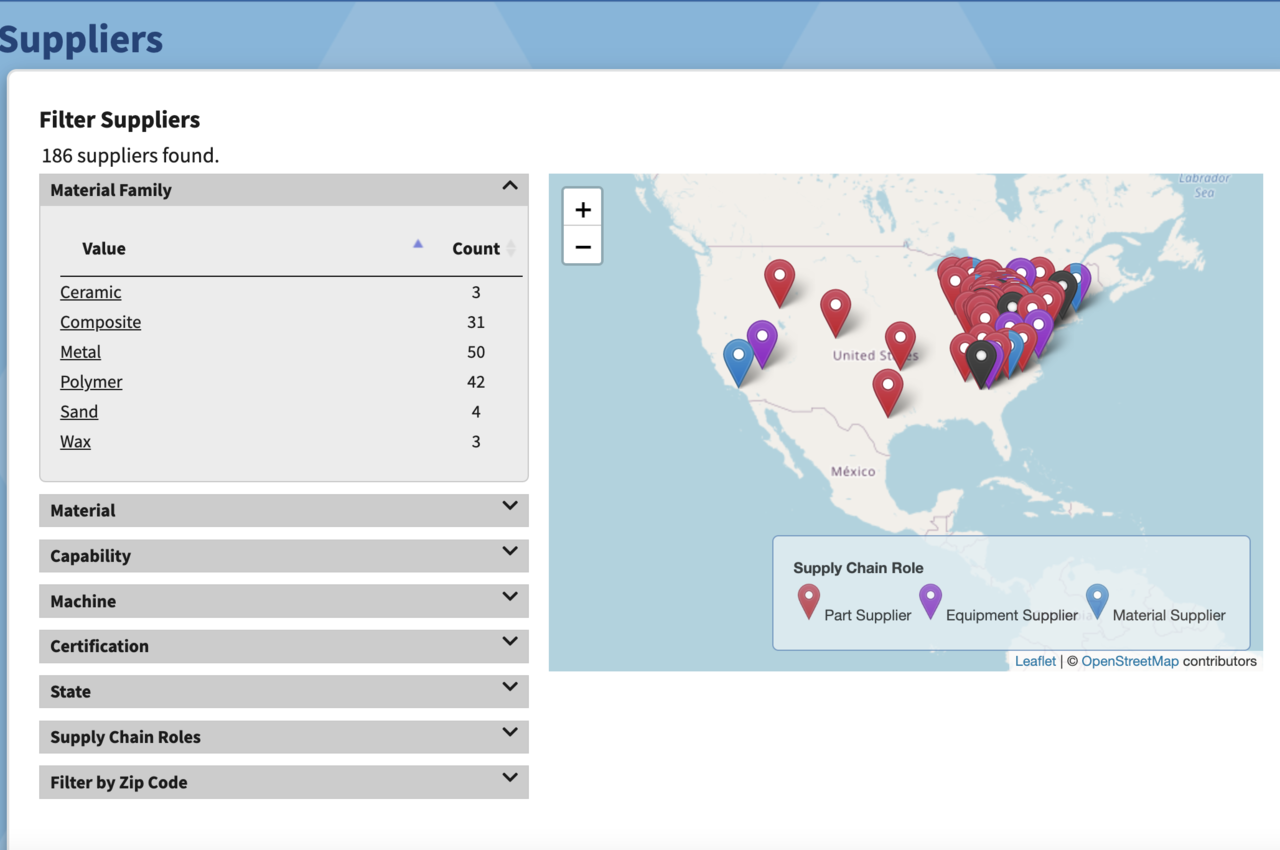 Suppliers
Filter Suppliers
186 suppliers found.
Material Family
Value Count
Ceramic 3
Composite 31
Metal 50
Polymer 42
Sand 4
Wax 3
Material
Capability
Machine
Certification
State
Supply Chain Roles
Filter by Zip Code
+
−
Labrador
Sea
United St s
México
Supply Chain Role
Part Supplier Equipment Supplier Material Supplier
Leaflet | © OpenStreetMap contributors